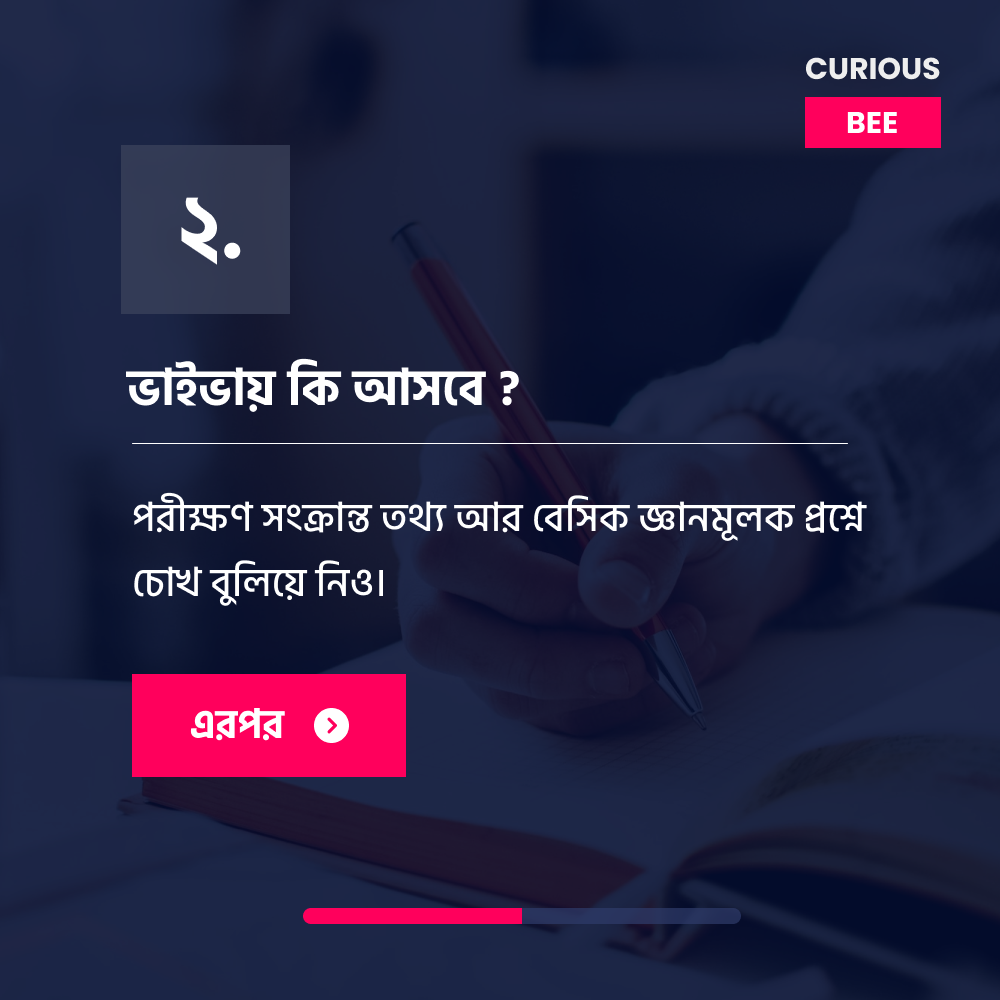 CURIOUS
BEE
২.
ভাইভায় কি আসবে ?
পরীক্ষণ সংক্রান্ত তথ্য আর বেসিক জ্ঞানমূলক প্রশ্নে
চোখ বুলিয়ে নিও।
এরপর